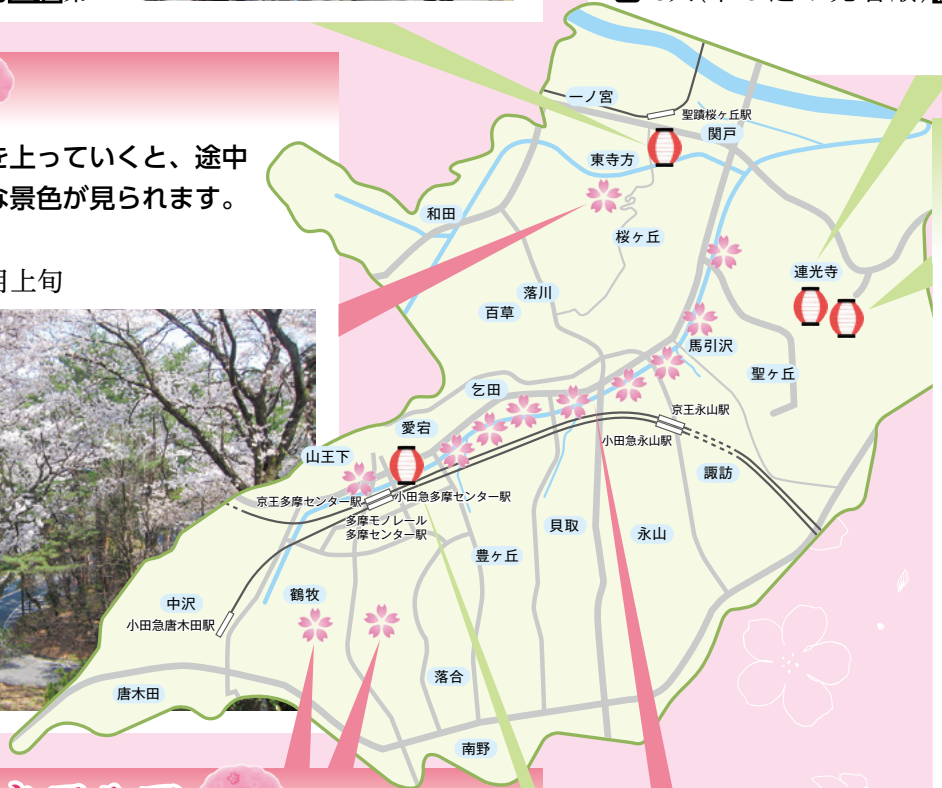 を上っていくと、途中
な景色が見られます。
月上旬
一ノ宮
聖蹟桜ヶ丘駅
関戸
東寺方
和田
桜ヶ丘
連光寺
落川
百草
馬引沢
聖ヶ丘
乞田
京王永山駅
愛宕
小田急永山駅
山王下
諏訪
京王多摩センター駅
小田急多摩センター駅
多摩モノレール
多摩センター駅
貝取
永山
豊ヶ丘
鶴牧
中沢
小田急唐木田駅
落合
唐木田
南野